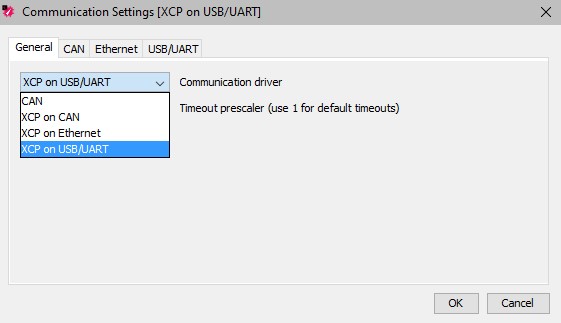 Communication Settings [XCP on USB/UART]
General CAN Ethernet USB/UART
XCP on USB/UART Communication driver
CAN
Timeout prescaler (use 1 for default timeouts)
XCP on CAN
XCP on Ethernet
XCP on USB/UART
OK Cancel